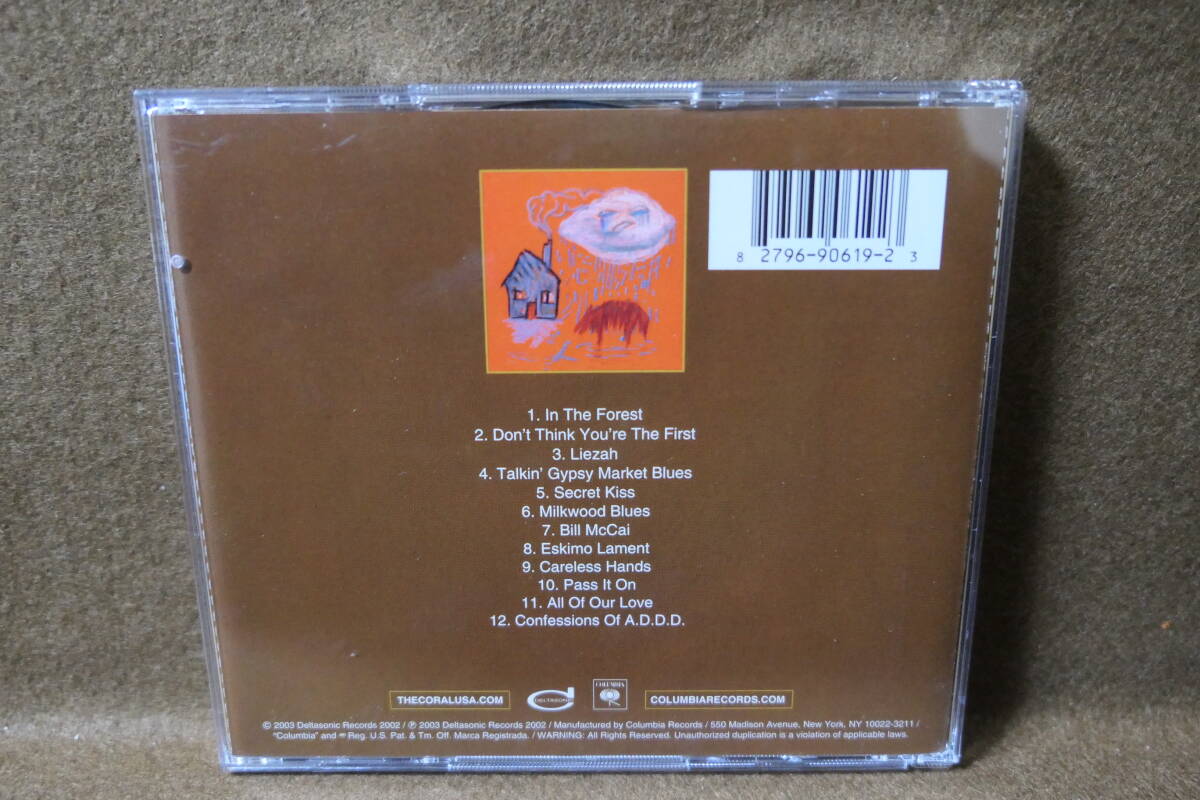 8 2796-90619-2 3
1. In The Forest
2. Don't Think You're The First
3. Liezah
4. Talkin' Gypsy Market Blues
5. Secret Kiss
6. Milkwood Blues
7. Bill McCai
8. Eskimo Lament
9. Careless Hands
10. Pass It On
11. All Of Our Love
12. Confessions Of A.D.D.D.
THECORALUSA.COM
DELTASONIC
COLUMBIA
COLUMBIARECORDS.COM
© 2003 Deltasonic Records 2002 / ℗ 2003 Deltasonic Records 2002 / Manufactured by Columbia Records / 550 Madison Avenue, New York, NY 10022-3211 /
"Columbia" and Reg. U.S. Pat. & Tm. Off. Marca Registrada. / WARNING: All Rights Reserved. Unauthorized duplication is a violation of applicable laws.